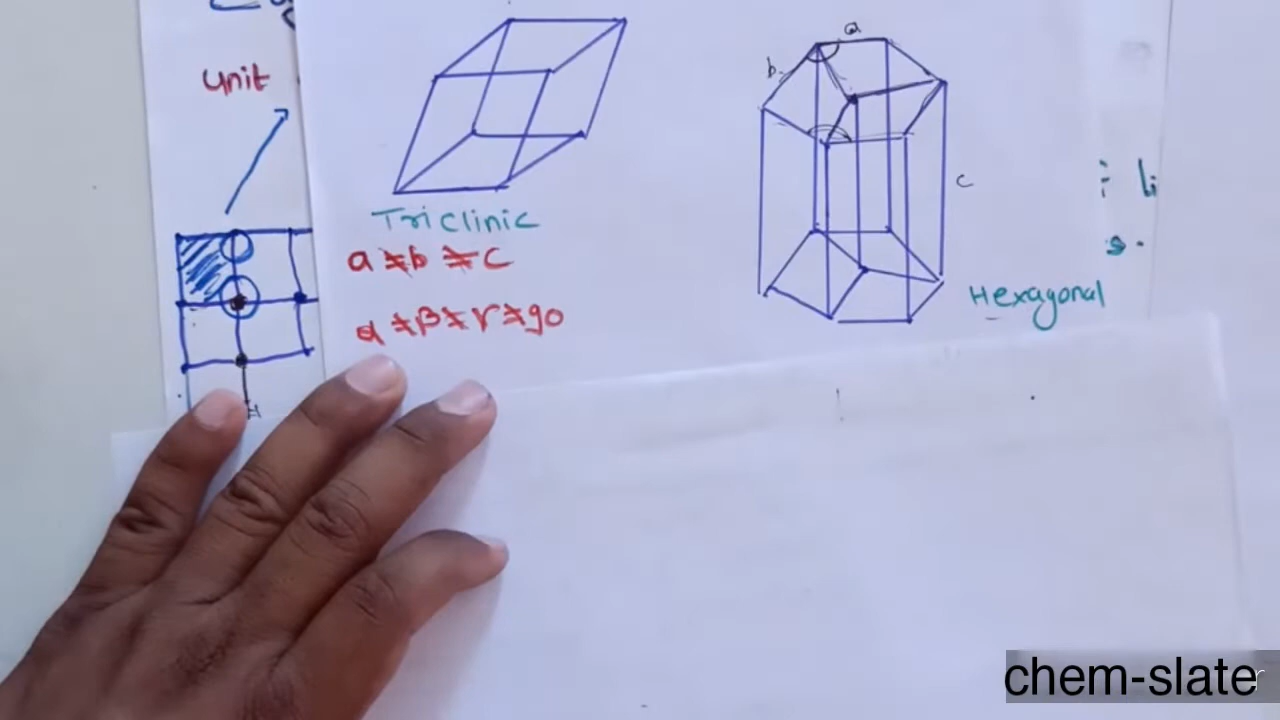 unit
a
b
c
Triclinic
a ≠ b ≠ c
α ≠ β ≠ γ ≠ 90
Hexagonal
chem-slate